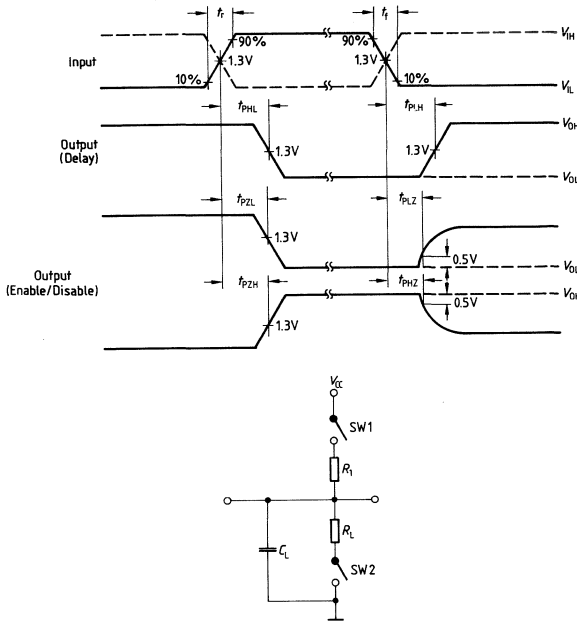 tr
tf
90%
90%
VIH
Input
1.3V
1.3V
10%
10%
VIL
tPHL
tPLH
VOH
Output
(Delay)
1.3V
1.3V
VOL
tPZL
tPLZ
1.3V
0.5V
Output
(Enable/Disable)
VOL
tPZH
tPHZ
VOH
0.5V
1.3V
VCC
SW1
R1
RL
CL
SW2